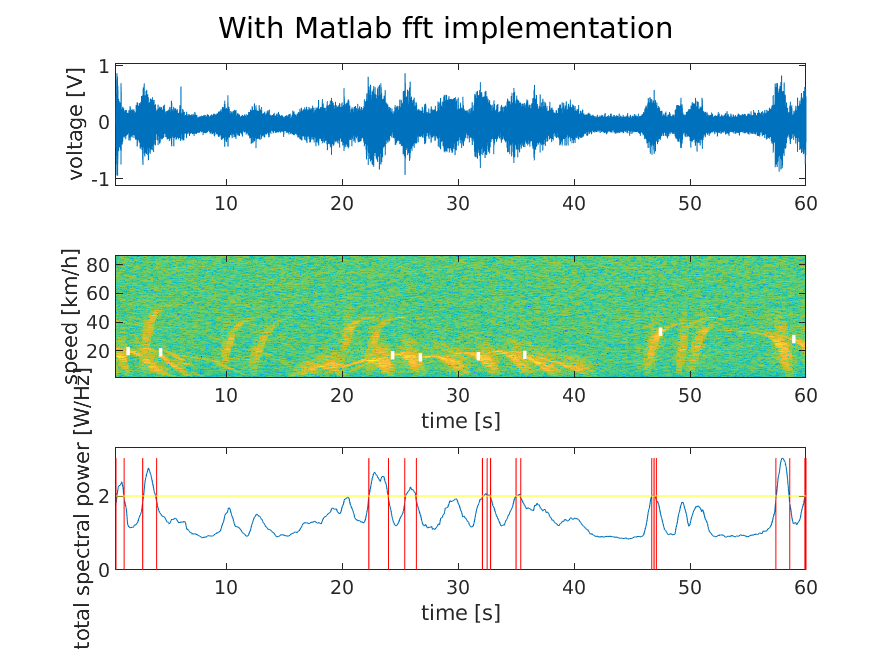 With Matlab fft implementation
voltage [V]
1
0
-1
10 20 30 40 50 60
speed [km/h]
80
60
40
20
10 20 30 40 50 60
time [s]
total spectral power [W/Hz]
2
0
10 20 30 40 50 60
time [s]